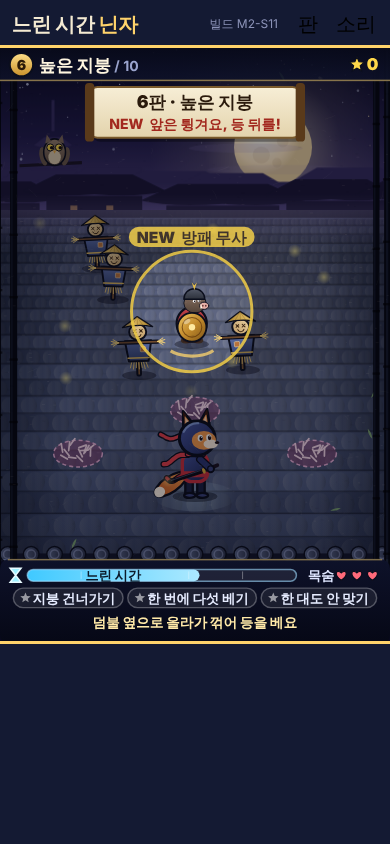 느린 시간 닌자
빌드 M2-S11 판 소리
6 높은 지붕 / 10 ★ 0
6판 · 높은 지붕
NEW 앞은 튕겨요, 등 뒤를!
NEW 방패 무사
느린 시간 목숨 ♥ ♥ ♥
★ 지붕 건너가기 ★ 한 번에 다섯 베기 ★ 한 대도 안 맞기
덤불 옆으로 올라가 꺾어 등을 베요